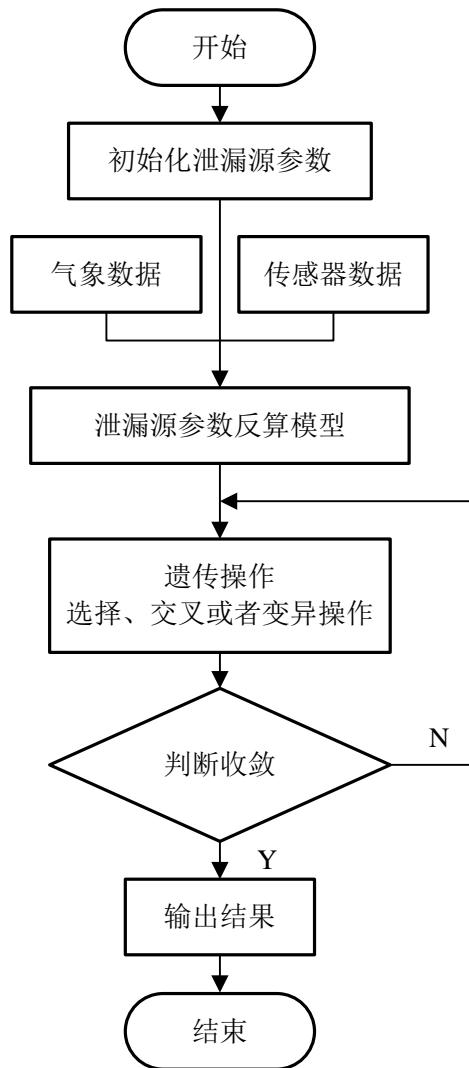 开始
初始化泄漏源参数
气象数据
传感器数据
泄漏源参数反算模型
遗传操作
选择、交叉或者变异操作
判断收敛
N
Y
输出结果
结束